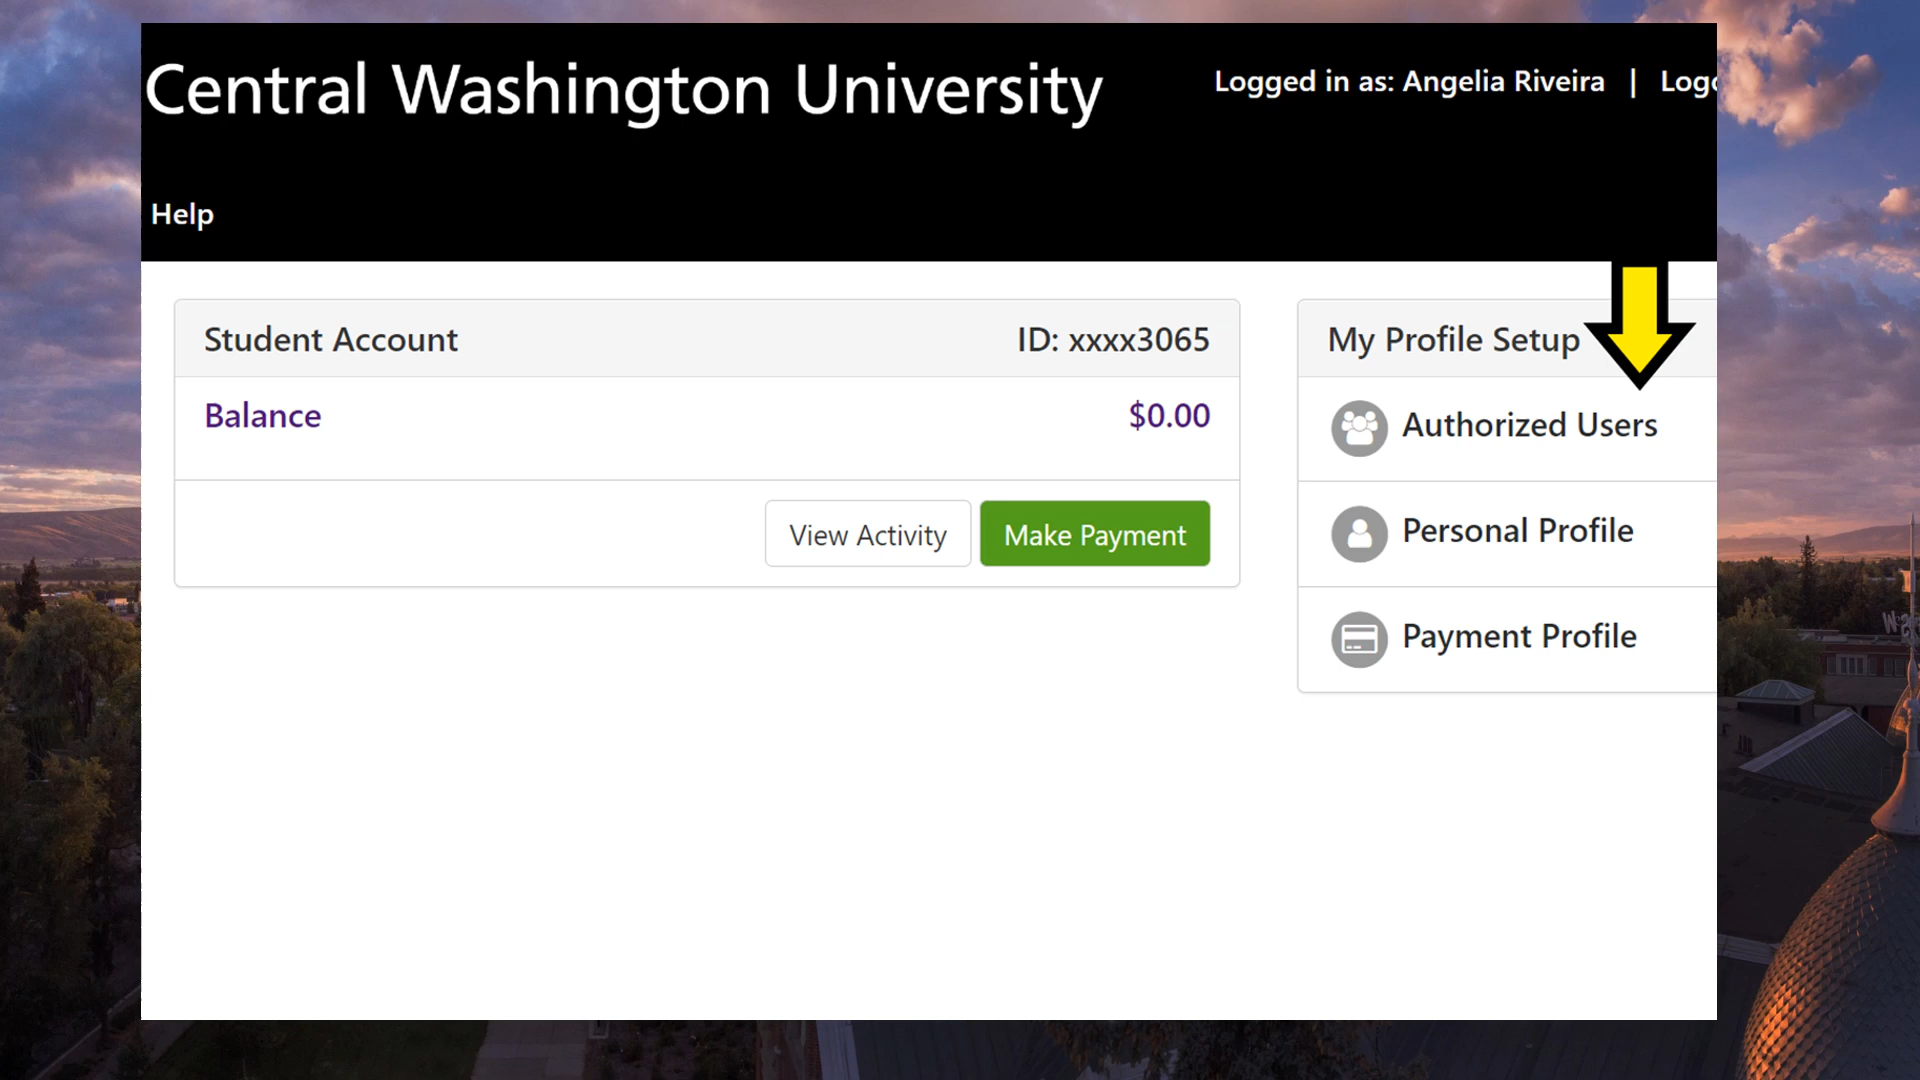 Central Washington University
Logged in as: Angelia Riveira | Logo
Help
Student Account ID: xxxx3065
Balance $0.00
View Activity Make Payment
My Profile Setup
Authorized Users
Personal Profile
Payment Profile